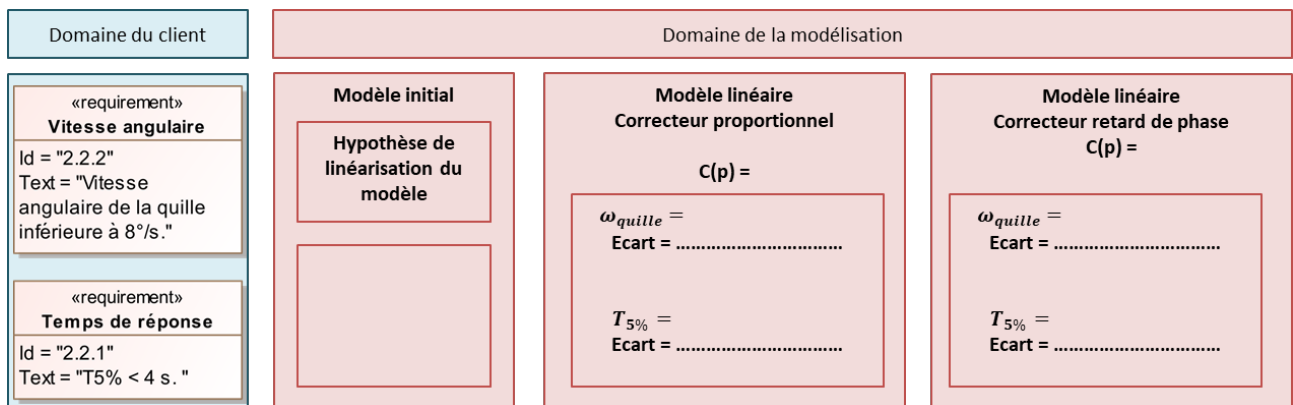 Domaine du client
Domaine de la modélisation
«requirement»
Vitesse angulaire
Id = "2.2.2"
Text = "Vitesse
angulaire de la quille
inférieure à 8°/s."
«requirement»
Temps de réponse
Id = "2.2.1"
Text = "T5% < 4 s. "
Modèle initial
Hypothèse de
linéarisation du
modèle
Modèle linéaire
Correcteur proportionnel
C(p) =
ω_quille =
Ecart = ...................................
T_5% =
Ecart = ...................................
Modèle linéaire
Correcteur retard de phase
C(p) =
ω_quille =
Ecart = ...................................
T_5% =
Ecart = ...................................